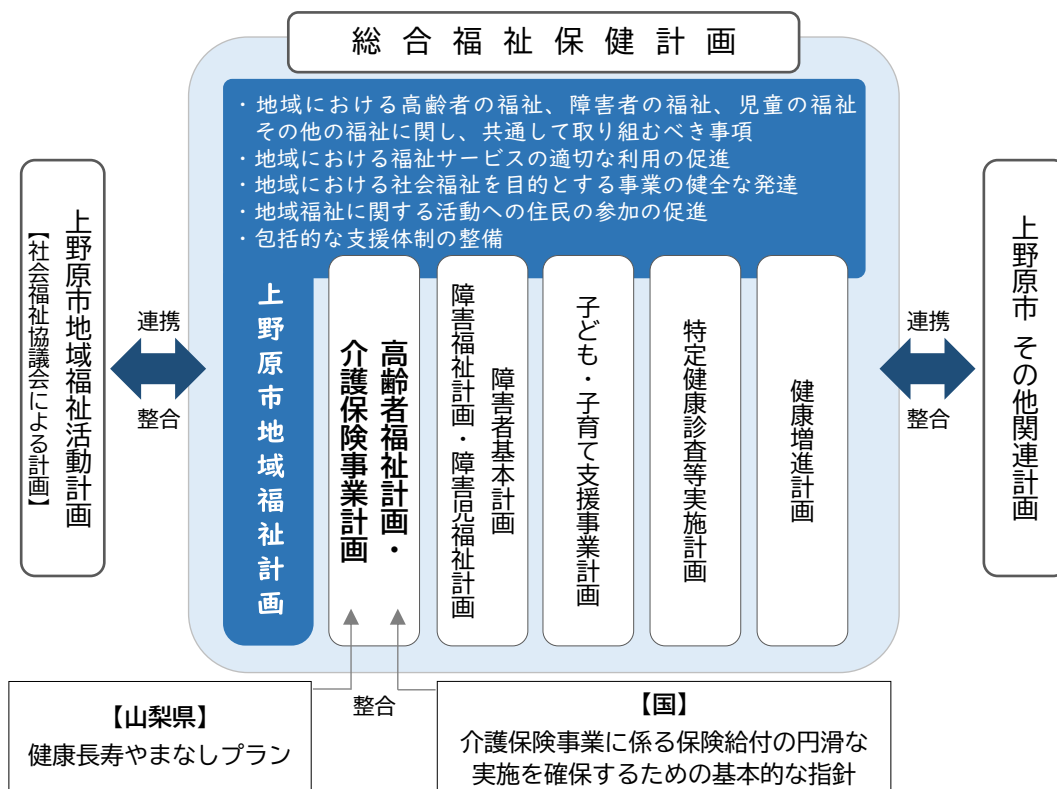 総合福祉保健計画
・地域における高齢者の福祉、障害者の福祉、児童の福祉
その他の福祉に関し、共通して取り組むべき事項
・地域における福祉サービスの適切な利用の促進
・地域における社会福祉を目的とする事業の健全な発達
・地域福祉に関する活動への住民の参加の促進
・包括的な支援体制の整備
上野原市地域福祉活動計画
【社会福祉協議会による計画】
連携
整合
上野原市地域福祉計画
高齢者福祉計画・
介護保険事業計画
障害者基本計画
障害福祉計画・障害児福祉計画
子ども・子育て支援事業計画
特定健康診査等実施計画
健康増進計画
連携
整合
上野原市 その他関連計画
【山梨県】
健康長寿やまなしプラン
整合
【国】
介護保険事業に係る保険給付の円滑な
実施を確保するための基本的な指針